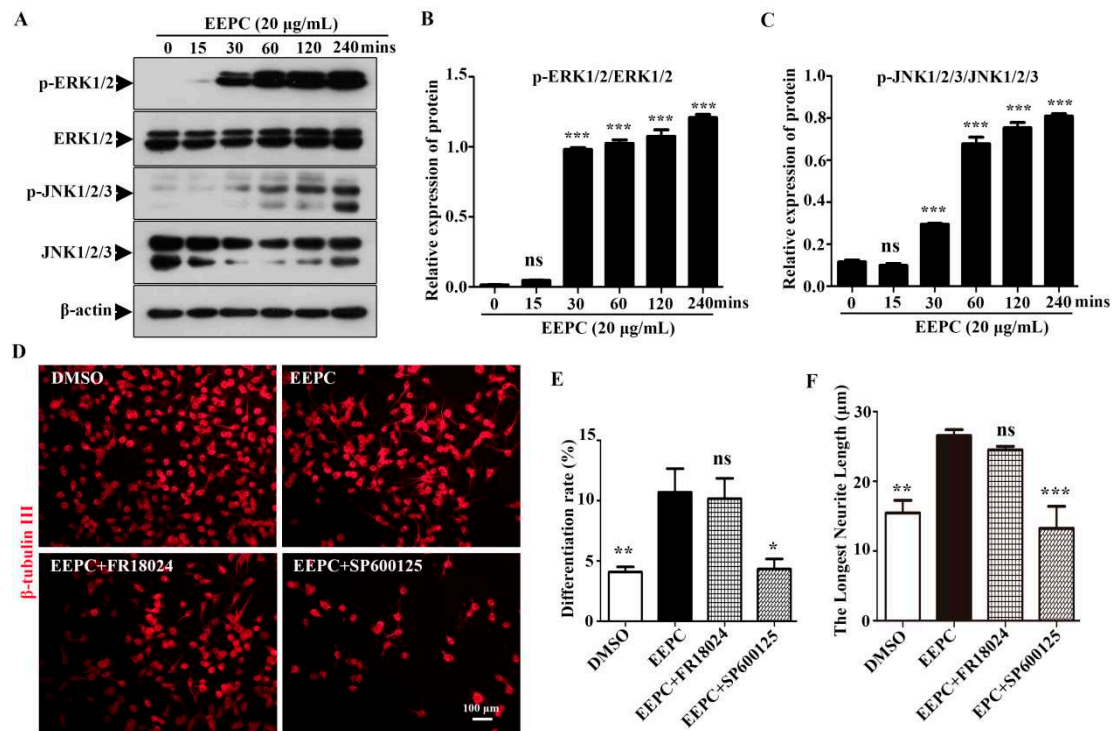 A
EEPC (20 µg/mL)
0 15 30 60 120 240 mins
p-ERK1/2
ERK1/2
p-JNK1/2/3
JNK1/2/3
β-actin
B
p-ERK1/2/ERK1/2
Relative expression of protein
1.5
1.0
0.5
0.0
ns
***
***
***
***
0 15 30 60 120 240 mins
EEPC (20 µg/mL)
C
p-JNK1/2/3/JNK1/2/3
Relative expression of protein
0.8
0.6
0.4
0.2
0.0
ns
***
***
***
***
0 15 30 60 120 240 mins
EEPC (20 µg/mL)
D
β-tubulin III
DMSO
EEPC
EEPC+FR18024
EEPC+SP600125
100 µm
E
Differentiation rate (%)
15
10
5
0
**
ns
*
DMSO
EEPC
EEPC+FR18024
EEPC+SP600125
F
The Longest Neurite Length (µm)
30
20
10
0
**
ns
***
DMSO
EEPC
EEPC+FR18024
EPC+SP600125